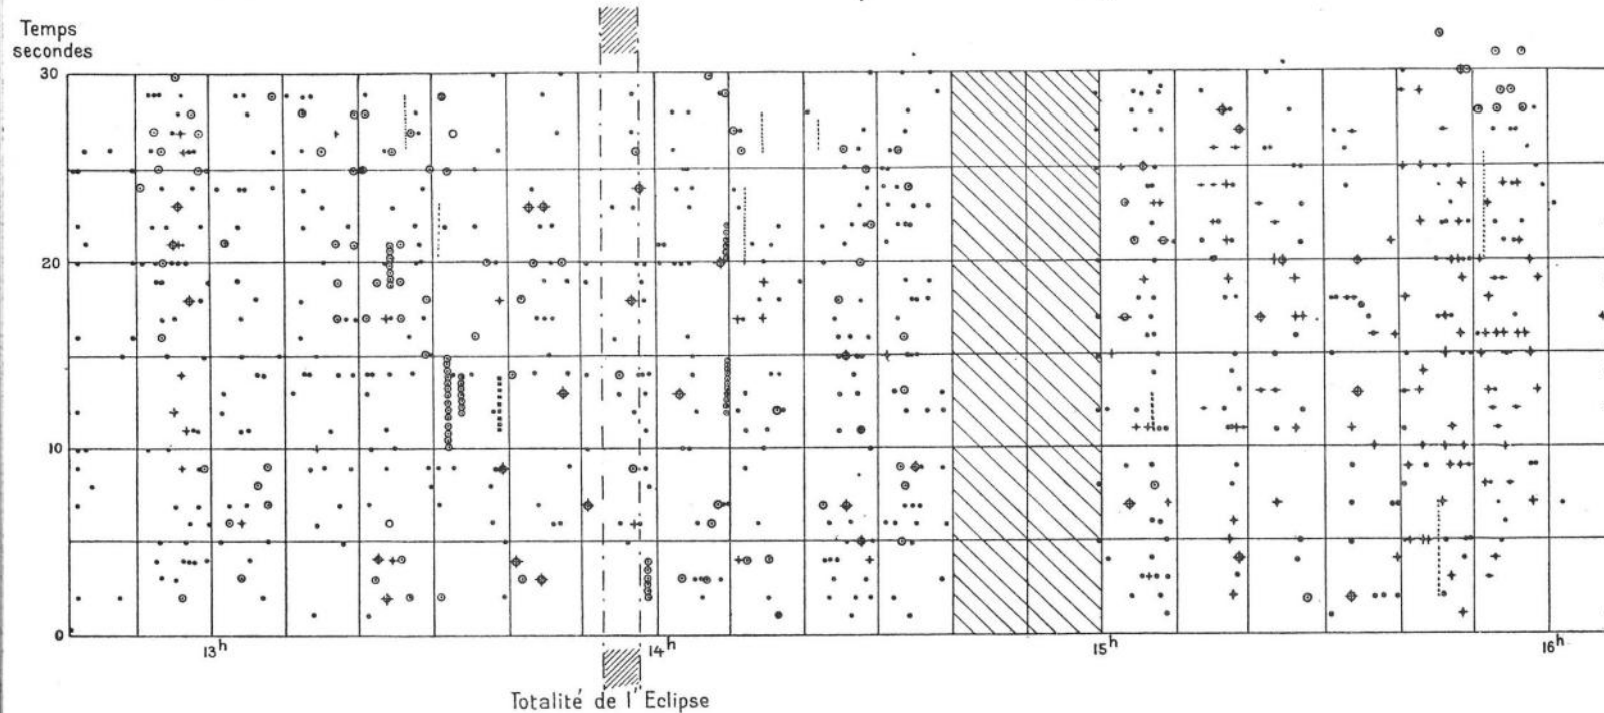 Temps
secondes
30
20
10
0
13h
14h
15h
16h
Totalité de l'Eclipse